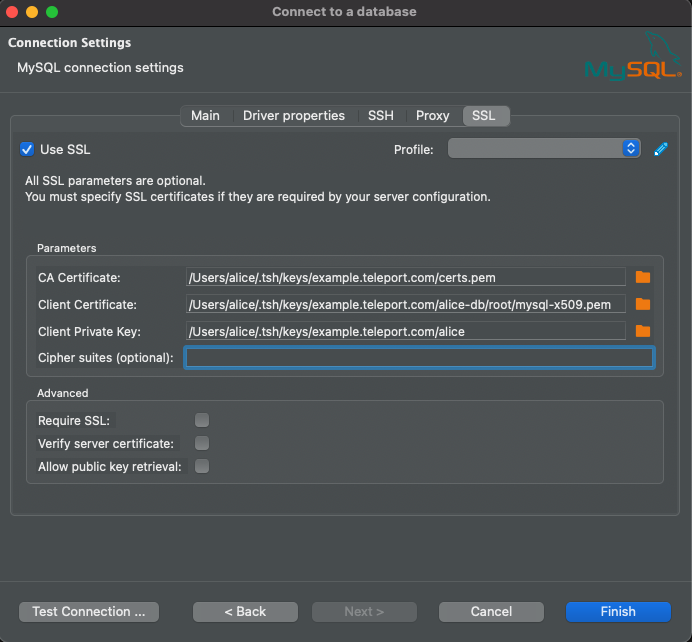 Connect to a database
Connection Settings
MySQL connection settings
MySQL®
Main Driver properties SSH Proxy SSL
Use SSL Profile:
All SSL parameters are optional.
You must specify SSL certificates if they are required by your server configuration.
Parameters
CA Certificate: /Users/alice/.tsh/keys/example.teleport.com/certs.pem
Client Certificate: /Users/alice/.tsh/keys/example.teleport.com/alice-db/root/mysql-x509.pem
Client Private Key: /Users/alice/.tsh/keys/example.teleport.com/alice
Cipher suites (optional):
Advanced
Require SSL:
Verify server certificate:
Allow public key retrieval:
Test Connection ... < Back Next > Cancel Finish